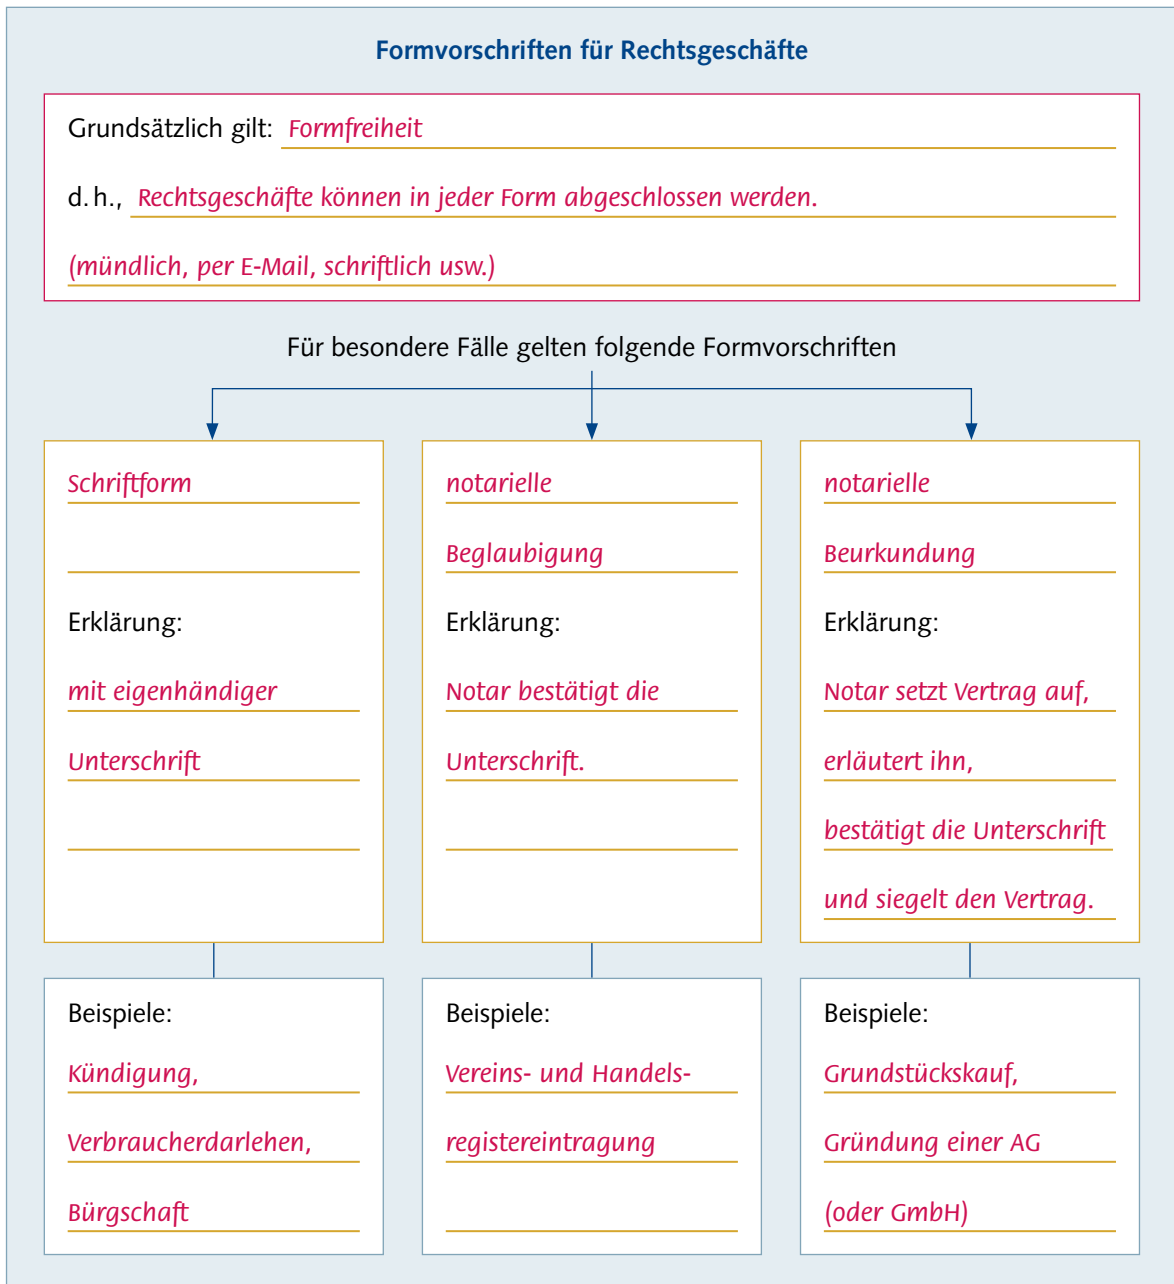 Formvorschriften für Rechtsgeschäfte
Grundsätzlich gilt: Formfreiheit
d. h., Rechtsgeschäfte können in jeder Form abgeschlossen werden.
(mündlich, per E-Mail, schriftlich usw.)
Für besondere Fälle gelten folgende Formvorschriften
Schriftform
Erklärung:
mit eigenhändiger
Unterschrift
Beispiele:
Kündigung,
Verbraucherdarlehen,
Bürgschaft
notarielle
Beglaubigung
Erklärung:
Notar bestätigt die
Unterschrift.
Beispiele:
Vereins- und Handels-
registereintragung
notarielle
Beurkundung
Erklärung:
Notar setzt Vertrag auf,
erläutert ihn,
bestätigt die Unterschrift
und siegelt den Vertrag.
Beispiele:
Grundstückskauf,
Gründung einer AG
(oder GmbH)